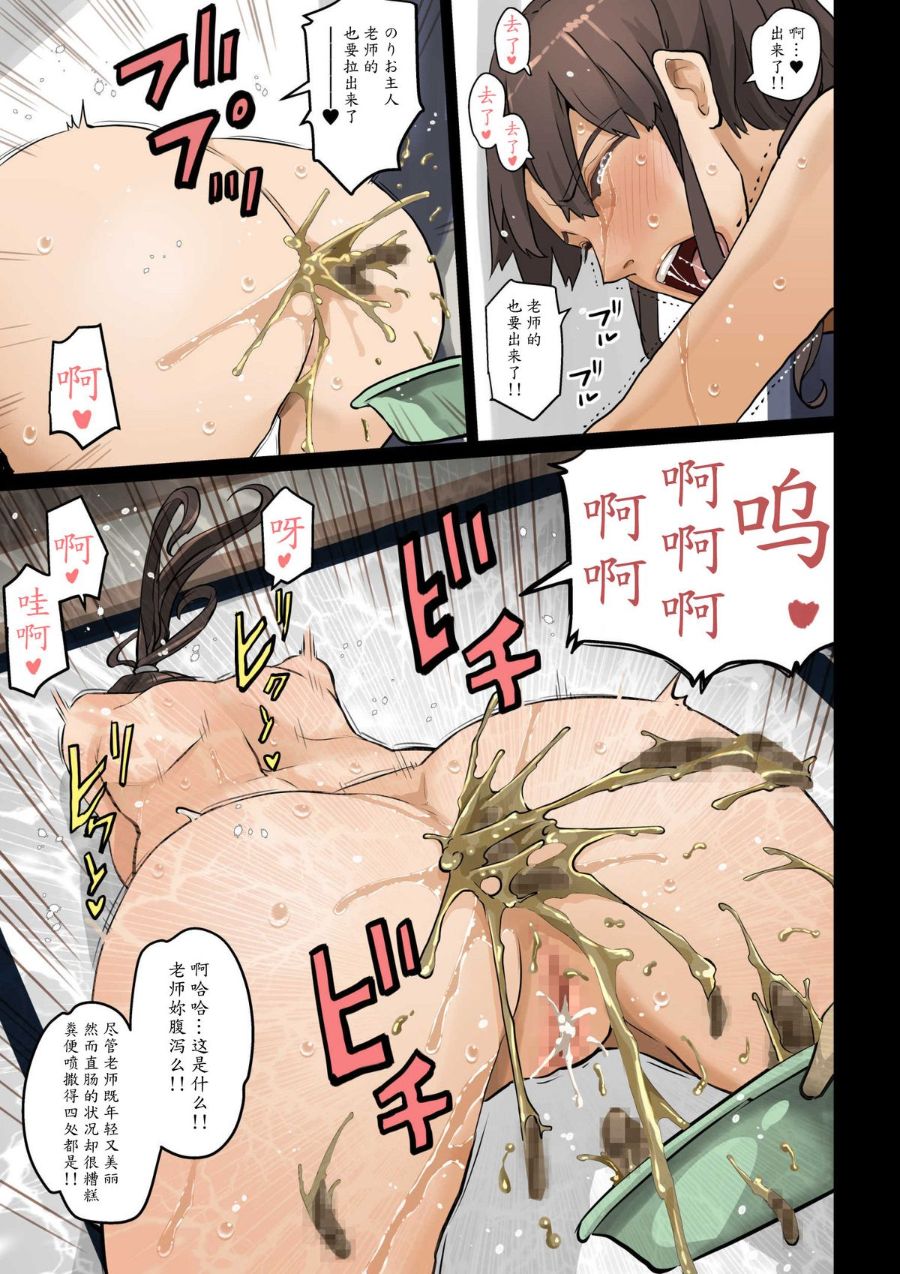 啊…♥
出来了!!
去了♥
去了♥
去了♥
老师的
也要出来了!!
ブルッ
のりお主人
老师的
也要拉出来了
———♥
啊♥
呜♥
啊啊啊
啊啊
呀♥
啊♥
哇啊♥
ビチ
ビクッ
ビクッ
ビチ
啊哈哈…这是什么!!
老师妳腹泻么!!
尽管老师既年轻又美丽
然而直肠的状况却很糟糕
粪便喷撒得四处都是!!